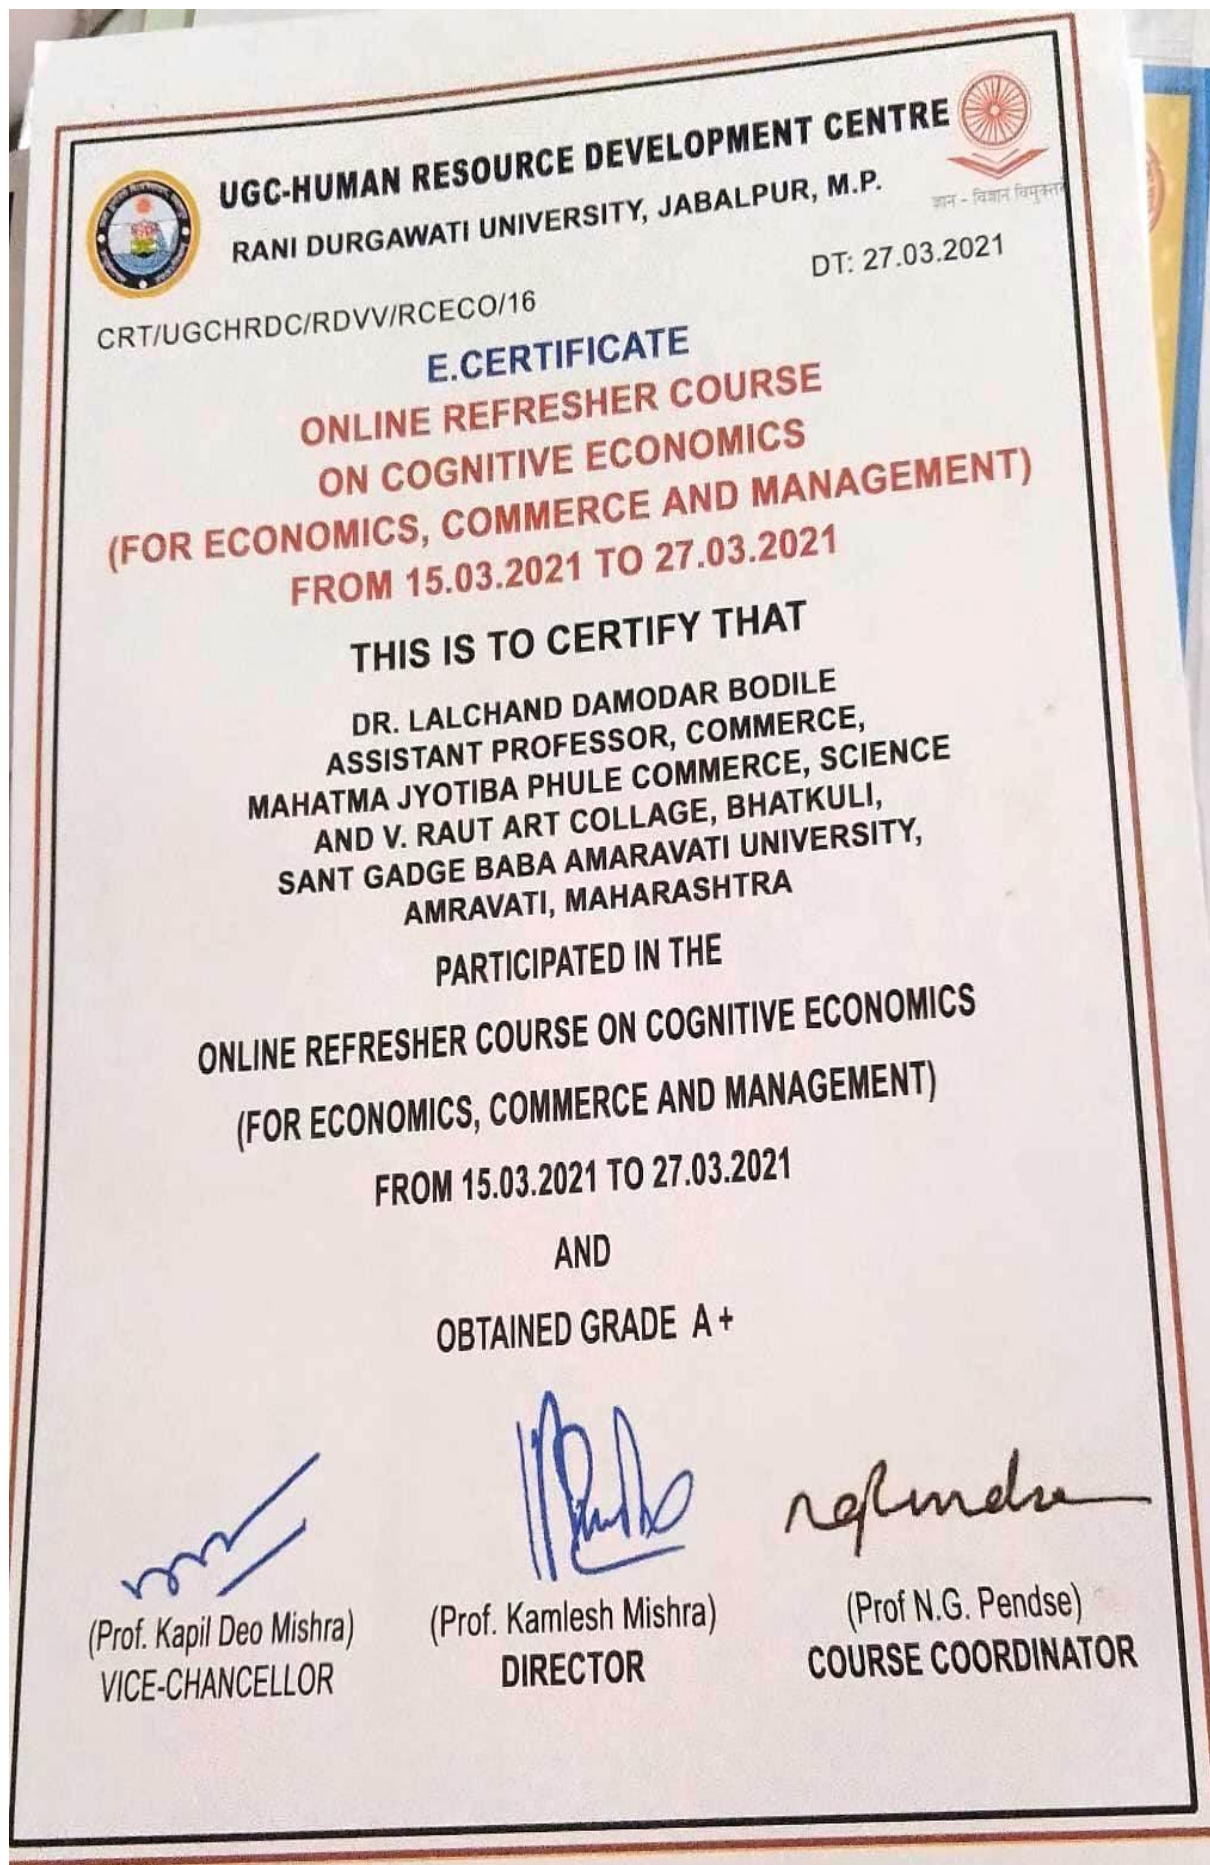 UGC-HUMAN RESOURCE DEVELOPMENT CENTRE
RANI DURGAWATI UNIVERSITY, JABALPUR, M.P.
ज्ञान - विज्ञान विमुक्तये
DT: 27.03.2021
CRT/UGCHRDC/RDVV/RCECO/16
E.CERTIFICATE
ONLINE REFRESHER COURSE
ON COGNITIVE ECONOMICS
(FOR ECONOMICS, COMMERCE AND MANAGEMENT)
FROM 15.03.2021 TO 27.03.2021
THIS IS TO CERTIFY THAT
DR. LALCHAND DAMODAR BODILE
ASSISTANT PROFESSOR, COMMERCE,
MAHATMA JYOTIBA PHULE COMMERCE, SCIENCE
AND V. RAUT ART COLLAGE, BHATKULI,
SANT GADGE BABA AMARAVATI UNIVERSITY,
AMRAVATI, MAHARASHTRA
PARTICIPATED IN THE
ONLINE REFRESHER COURSE ON COGNITIVE ECONOMICS
(FOR ECONOMICS, COMMERCE AND MANAGEMENT)
FROM 15.03.2021 TO 27.03.2021
AND
OBTAINED GRADE A+
(Prof. Kapil Deo Mishra) (Prof. Kamlesh Mishra) (Prof N.G. Pendse)
VICE-CHANCELLOR DIRECTOR COURSE COORDINATOR